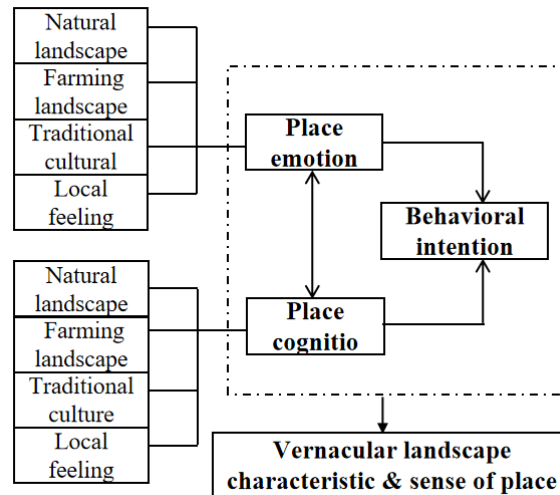 Natural
landscape
Farming
landscape
Traditional
cultural
Local
feeling
Place
emotion
Behavioral
intention
Natural
landscape
Farming
landscape
Traditional
culture
Local
feeling
Place
cognitio
Vernacular landscape
characteristic & sense of place